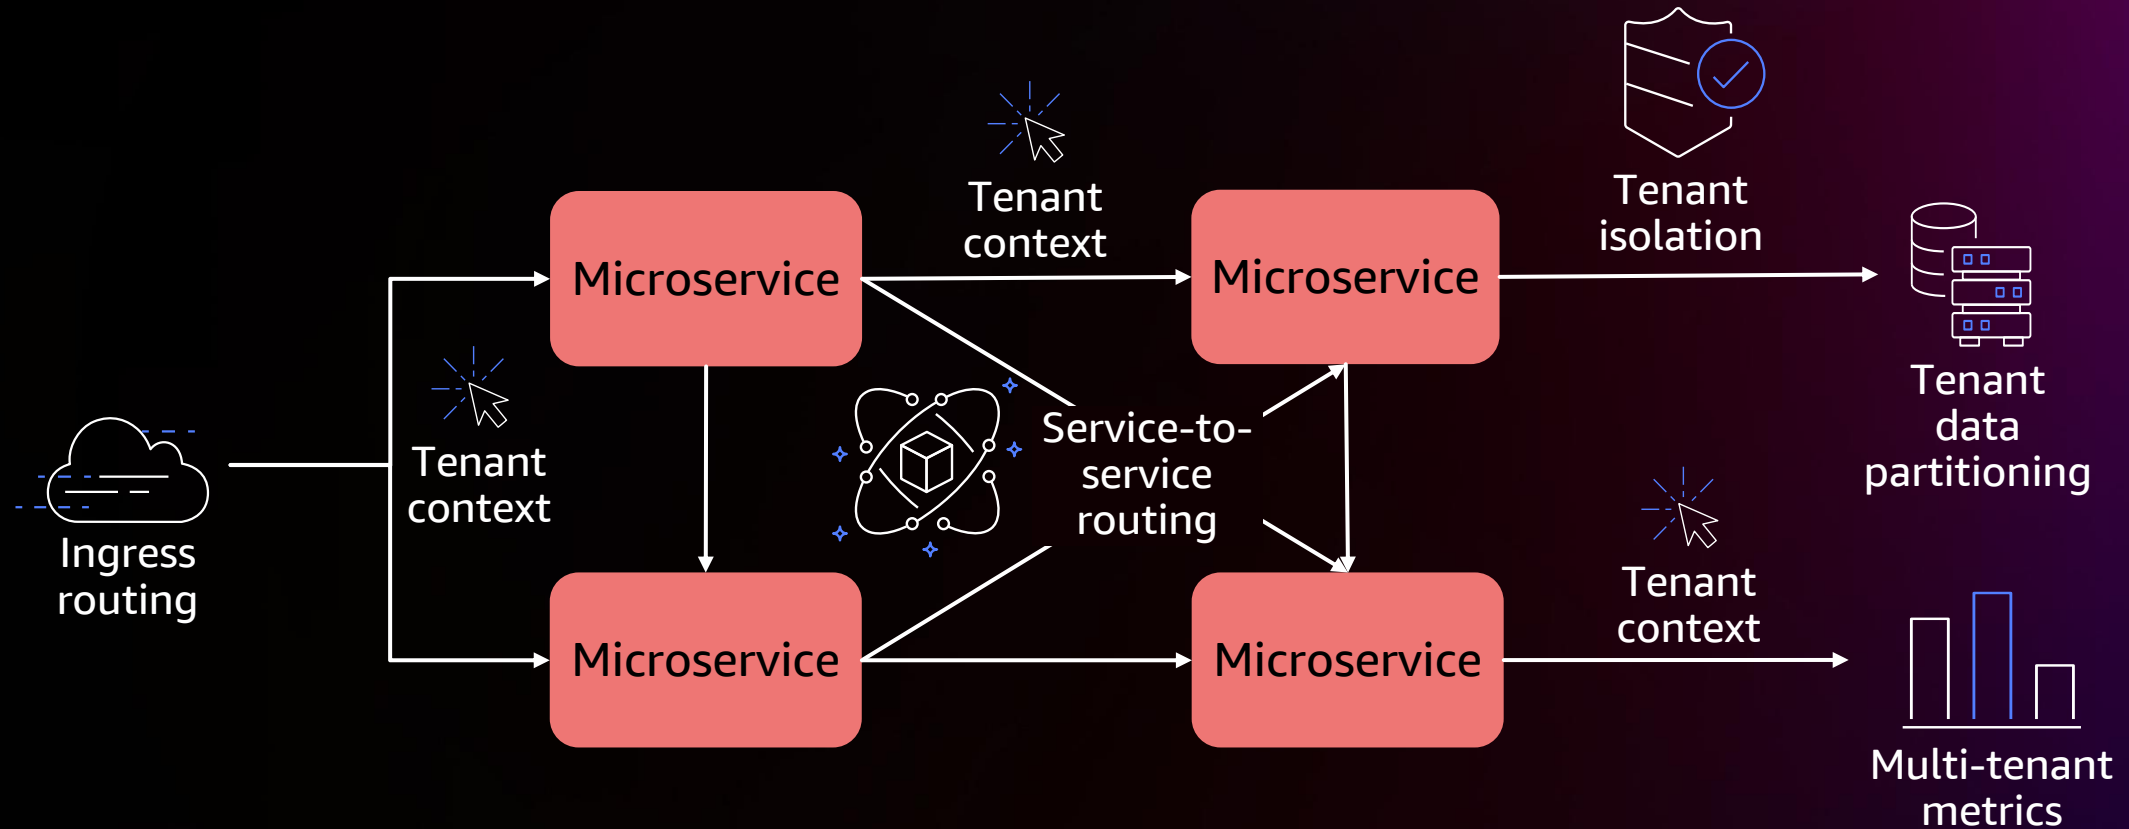 Ingress
routing
Tenant
context
Microservice
Microservice
Tenant
context
Service-to-
service
routing
Microservice
Microservice
Tenant
isolation
Tenant
data
partitioning
Tenant
context
Multi-tenant
metrics